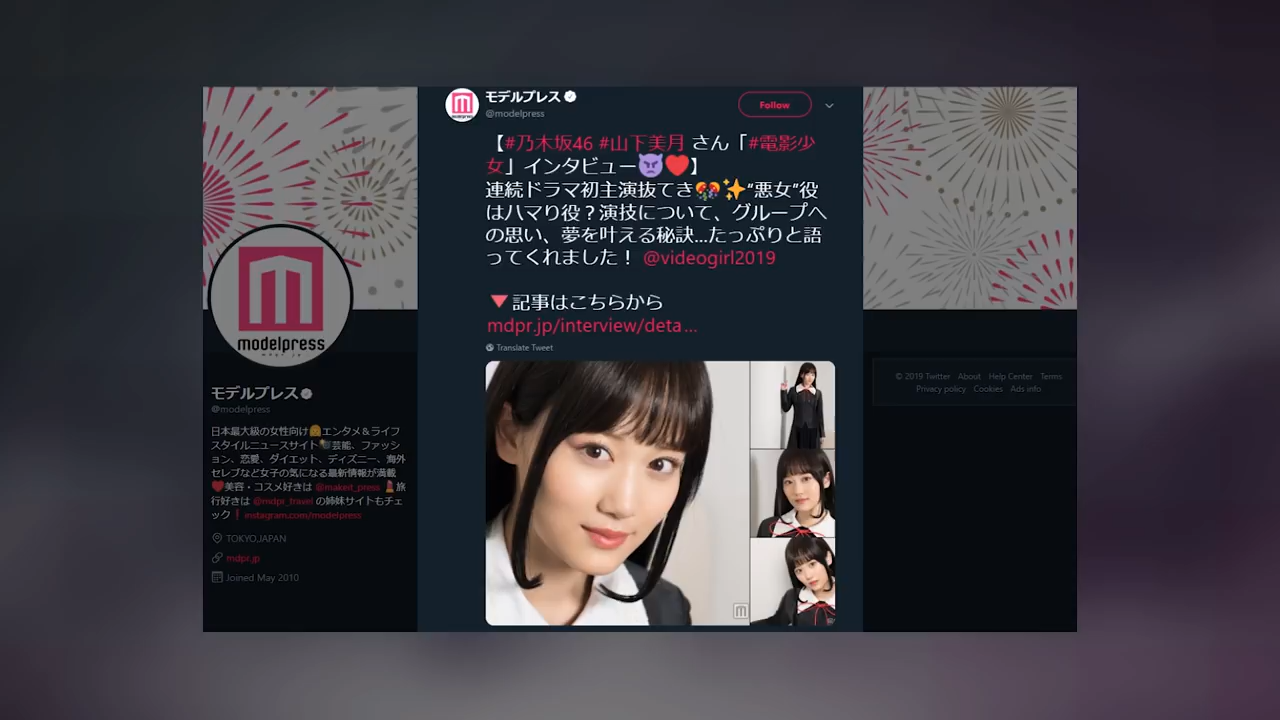 モデルプレス
@modelpress
Follow
【#乃木坂46 #山下美月 さん「#電影少
女」インタビュー👿❤️】
連続ドラマ初主演抜てき🎊✨“悪女”役
はハマり役？演技について、グループへ
の思い、夢を叶える秘訣...たっぷりと語
ってくれました！ @videogirl2019
🔻記事はこちらから
mdpr.jp/interview/deta…
Translate Tweet
modelpress
mdpr.jp
モデルプレス
@modelpress
日本最大級の女性向け エンタメ＆ライフ
スタイルニュースサイト 芸能、ファッシ
ョン、恋愛、ダイエット、ディズニー、海外
セレブなど女子の気になる最新情報が満載
❤️美容・コスメ好きは @makest_press 💄旅
行好きは @mdpr_travel の姉妹サイトもチェ
ック❗ instagram.com/modelpress
TOKYO,JAPAN
mdpr.jp
Joined May 2010
© 2019 Twitter About Help Center Terms
Privacy policy Cookies Ads info